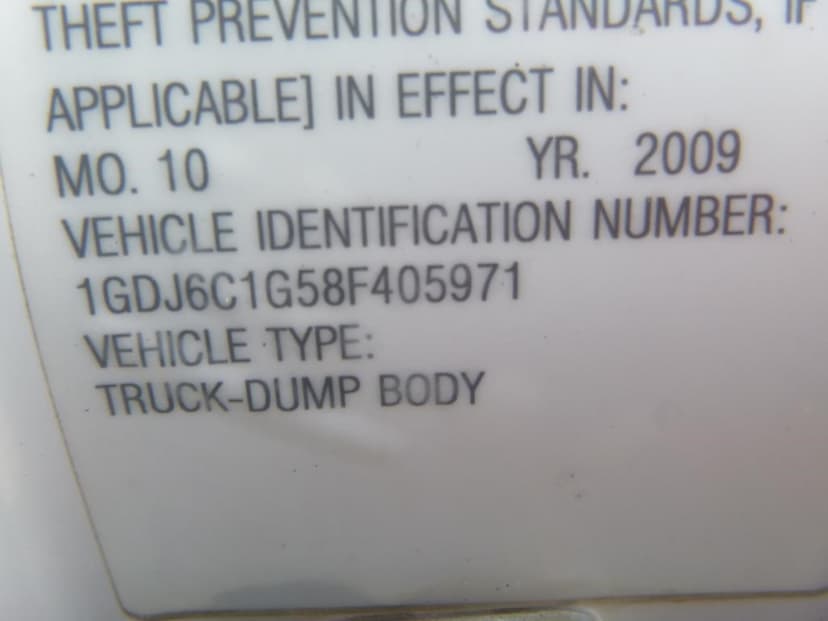 THEFT PREVENTION STANDARDS, IF
APPLICABLE] IN EFFECT IN:
MO. 10 YR. 2009
VEHICLE IDENTIFICATION NUMBER:
1GDJ6C1G58F405971
VEHICLE TYPE:
TRUCK-DUMP BODY